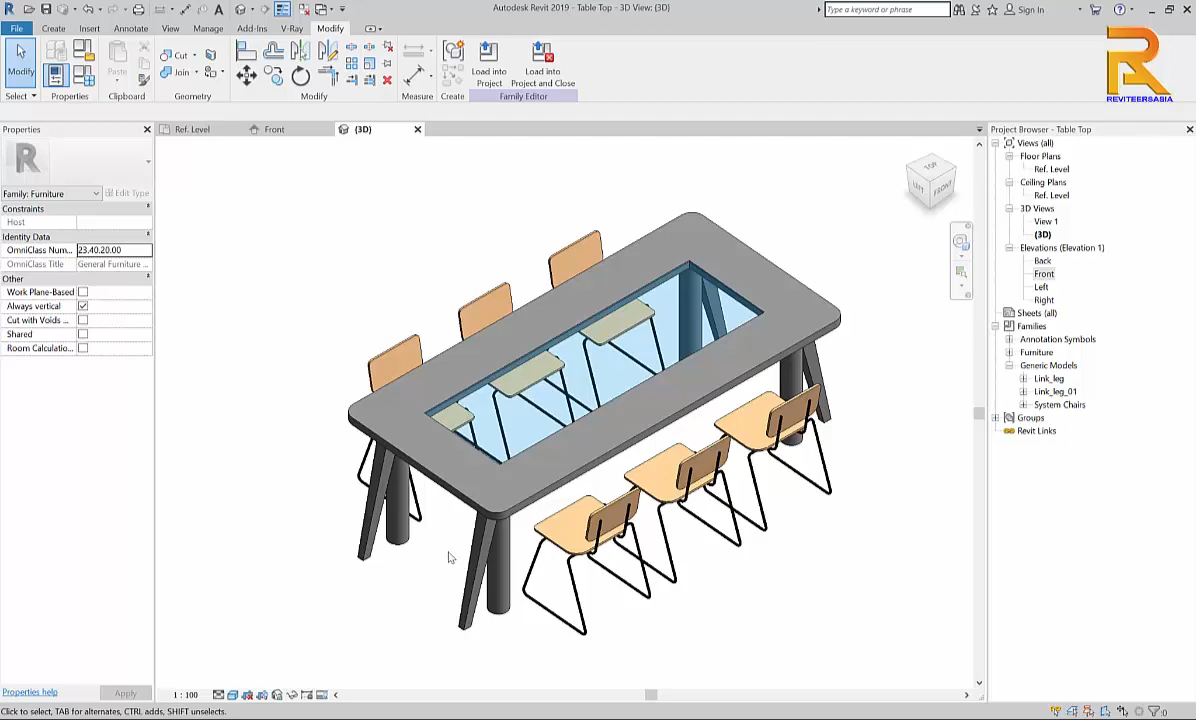 Autodesk Revit 2019 - Table Top - 3D View: {3D}
Type a keyword or phrase
Sign In
File
Create
Insert
Annotate
View
Manage
Add-Ins
V-Ray
Modify
Modify
Paste
Cut
Join
Load into
Project
Load into
Project and Close
Select
Properties
Clipboard
Geometry
Modify
Measure
Create
Family Editor
REVITEERSASIA
Properties
Ref. Level
Front
{3D}
Project Browser - Table Top
Family: Furniture
Edit Type
Constraints
Host
Identity Data
OmniClass Num... 23.40.20.00
OmniClass Title General Furniture ...
Other
Work Plane-Based
Always vertical
Cut with Voids ...
Shared
Room Calculatio...
Properties help
Apply
TOP
LEFT
FRONT
Views (all)
Floor Plans
Ref. Level
Ceiling Plans
Ref. Level
3D Views
View 1
{3D}
Elevations (Elevation 1)
Back
Front
Left
Right
Sheets (all)
Families
Annotation Symbols
Furniture
Generic Models
Link_leg
Link_leg_01
System Chairs
Groups
Revit Links
1 : 100
Click to select, TAB for alternates, CTRL adds, SHIFT unselects.
:0